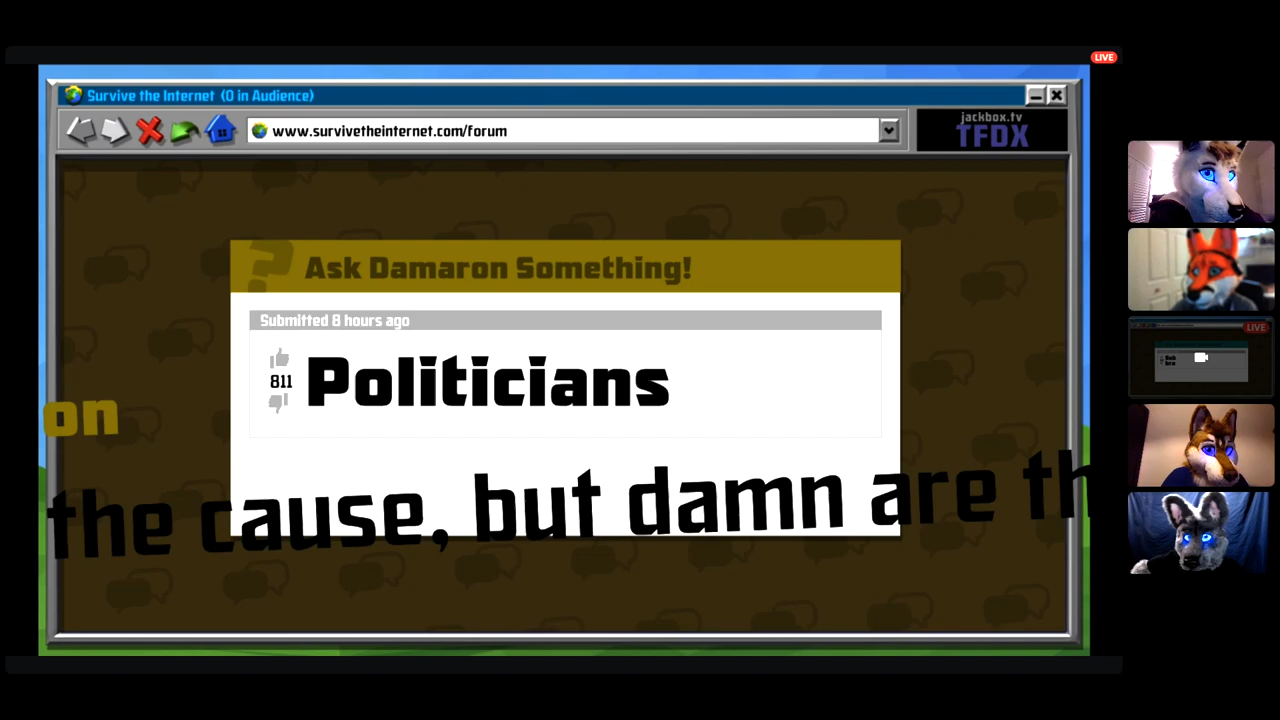 LIVE
Survive the Internet (0 in Audience)
www.survivetheinternet.com/forum
jackbox.tv
TFDX
Ask Damaron Something!
Submitted 8 hours ago
811
Politicians
on
the cause, but damn are th
LIVE